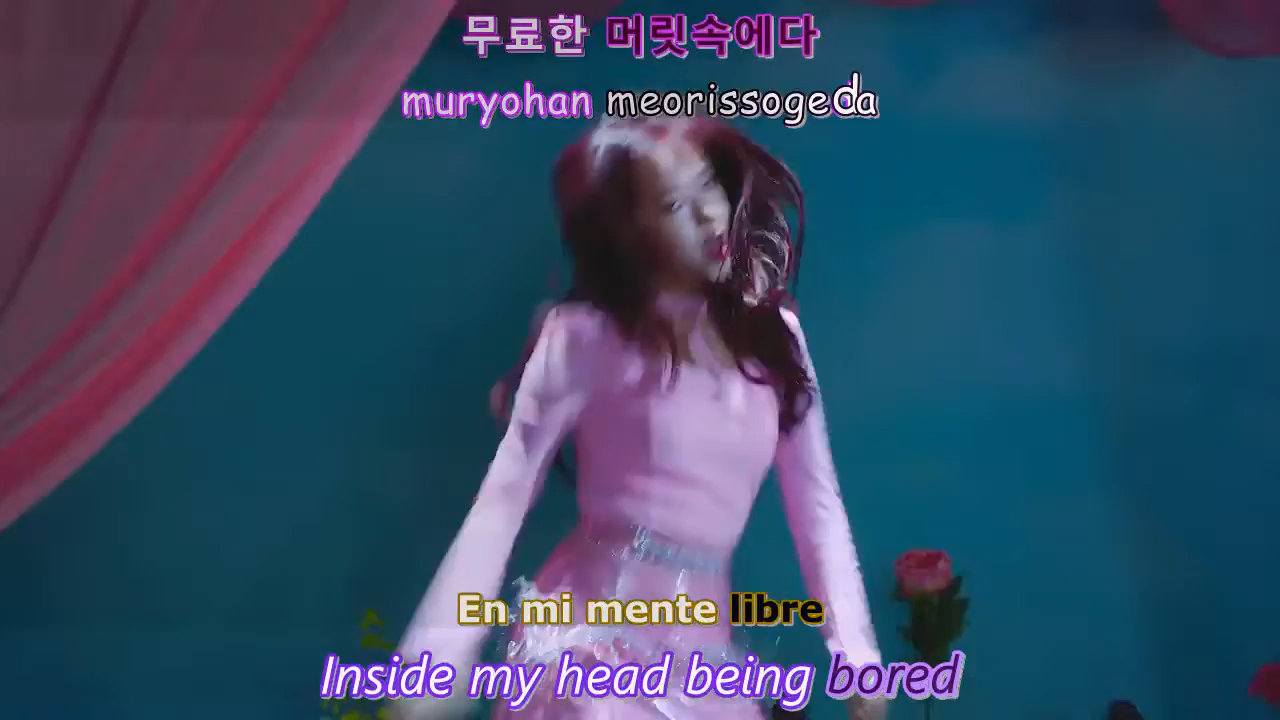 무료한 머릿속에다
muryohan meorissogeda
En mi mente libre
Inside my head being bored